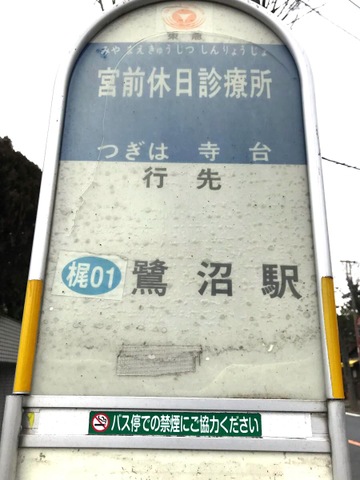 東急
みやまえきゅうじつしんりょうじょ
宮前休日診療所
つぎは 寺台
行先
梶01 鷺沼駅
バス停での禁煙にご協力ください